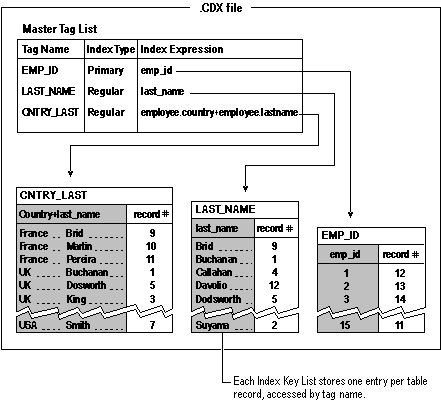 .CDX file
Master Tag List
Tag Name Index Type Index Expression
EMP_ID Primary emp_id
LAST_NAME Regular last_name
CNTRY_LAST Regular employee.country+employee.lastname
CNTRY_LAST
Country+last_name record #
France Brid 9
France Martin 10
France Pereira 11
UK Buchanan 1
UK Dosworth 5
UK King 3
USA Smith 7
LAST_NAME
last_name record #
Brid 9
Buchanan 1
Callahan 4
Davolio 12
Dodsworth 5
Suyama 2
EMP_ID
emp_id record #
1 12
2 13
3 14
15 11
Each Index Key List stores one entry per table
record, accessed by tag name.